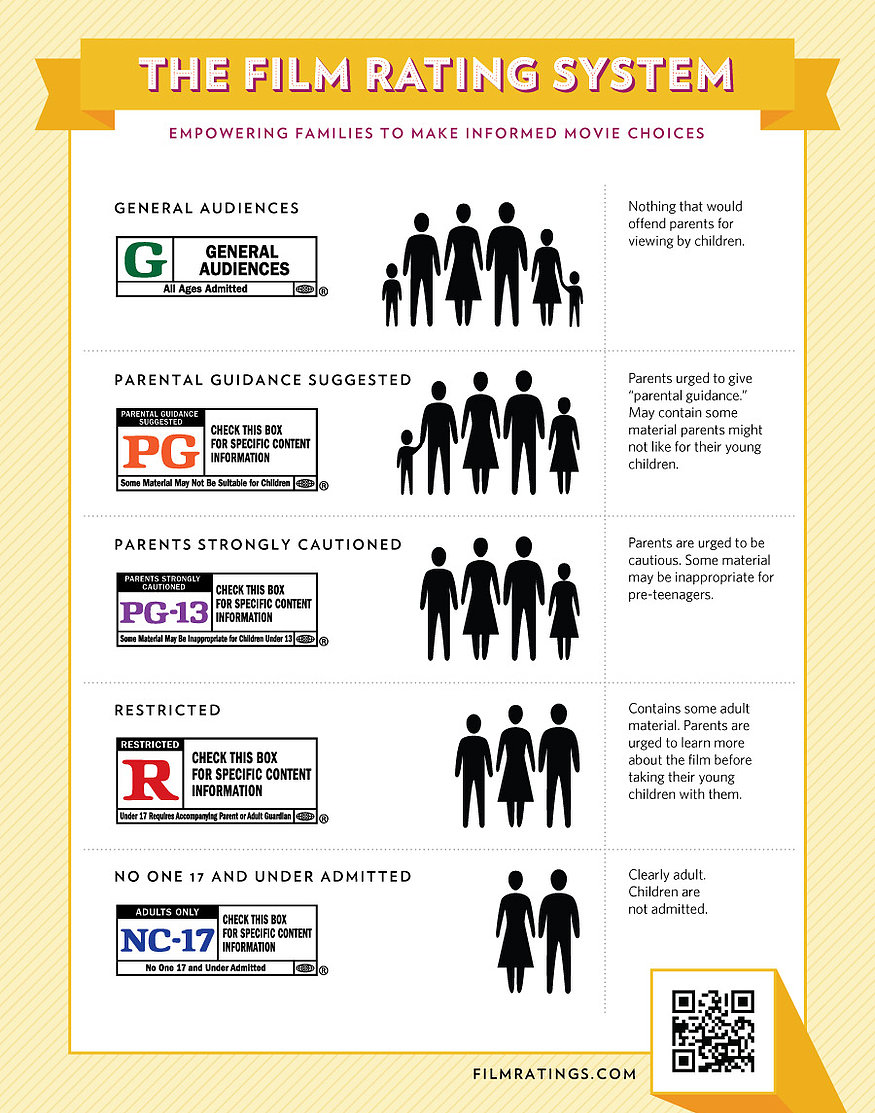 THE FILM RATING SYSTEM
EMPOWERING FAMILIES TO MAKE INFORMED MOVIE CHOICES
GENERAL AUDIENCES
G
GENERAL
AUDIENCES
All Ages Admitted
®
Nothing that would
offend parents for
viewing by children.
PARENTAL GUIDANCE SUGGESTED
PARENTAL GUIDANCE
SUGGESTED
PG
CHECK THIS BOX
FOR SPECIFIC CONTENT
INFORMATION
Some Material May Not Be Suitable for Children
®
Parents urged to give
“parental guidance.”
May contain some
material parents might
not like for their young
children.
PARENTS STRONGLY CAUTIONED
PARENTS STRONGLY
CAUTIONED
PG-13
CHECK THIS BOX
FOR SPECIFIC CONTENT
INFORMATION
Some Material May Be Inappropriate for Children Under 13
®
Parents are urged to be
cautious. Some material
may be inappropriate for
pre-teenagers.
RESTRICTED
RESTRICTED
R
CHECK THIS BOX
FOR SPECIFIC CONTENT
INFORMATION
Under 17 Requires Accompanying Parent or Adult Guardian
®
Contains some adult
material. Parents are
urged to learn more
about the film before
taking their young
children with them.
NO ONE 17 AND UNDER ADMITTED
ADULTS ONLY
NC-17
CHECK THIS BOX
FOR SPECIFIC CONTENT
INFORMATION
No One 17 and Under Admitted
®
Clearly adult.
Children are
not admitted.
FILMRATINGS.COM